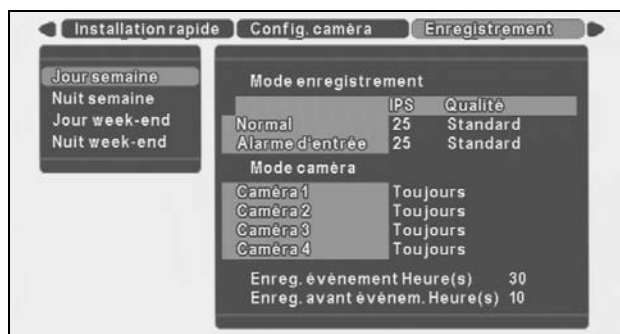 Installation rapide Config. caméra Enregistrement
Jour semaine
Nuit semaine
Jour week-end
Nuit week-end
Mode enregistrement
IPS Qualité
Normal 25 Standard
Alarme d'entrée 25 Standard
Mode caméra
Caméra 1 Toujours
Caméra 2 Toujours
Caméra 3 Toujours
Caméra 4 Toujours
Enreg. évènement Heure(s) 30
Enreg. avant évènem. Heure(s) 10